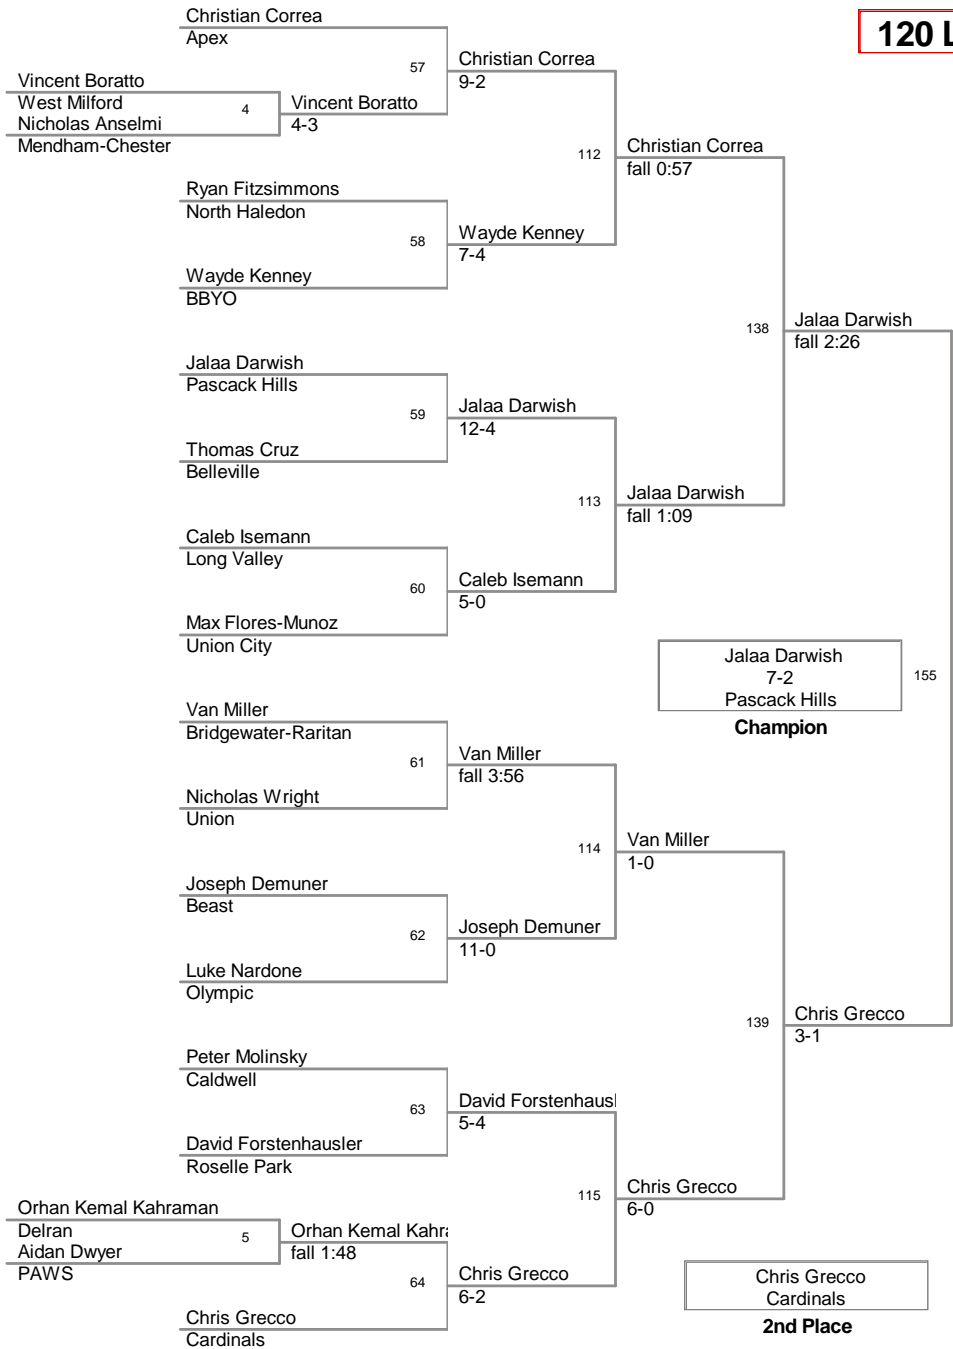 Christian Correa
Apex
120 L
57
Christian Correa
9-2
Vincent Boratto
West Milford
4
Vincent Boratto
4-3
Nicholas Anselmi
Mendham-Chester
112
Christian Correa
fall 0:57
Ryan Fitzsimmons
North Haledon
58
Wayde Kenney
7-4
Wayde Kenney
BBYO
138
Jalaa Darwish
fall 2:26
Jalaa Darwish
Pascack Hills
59
Jalaa Darwish
12-4
Thomas Cruz
Belleville
113
Jalaa Darwish
fall 1:09
Caleb Isemann
Long Valley
60
Caleb Isemann
5-0
Max Flores-Munoz
Union City
Jalaa Darwish
7-2
Pascack Hills
155
Champion
Van Miller
Bridgewater-Raritan
61
Van Miller
fall 3:56
Nicholas Wright
Union
114
Van Miller
1-0
Joseph Demuner
Beast
62
Joseph Demuner
11-0
Luke Nardone
Olympic
139
Chris Grecco
3-1
Peter Molinsky
Caldwell
63
David Forstenhausl
5-4
David Forstenhausler
Roselle Park
115
Chris Grecco
6-0
Orhan Kemal Kahraman
Delran
5
Orhan Kemal Kahra
fall 1:48
Aidan Dwyer
PAWS
64
Chris Grecco
6-2
Chris Grecco
Cardinals
Chris Grecco
Cardinals
2nd Place